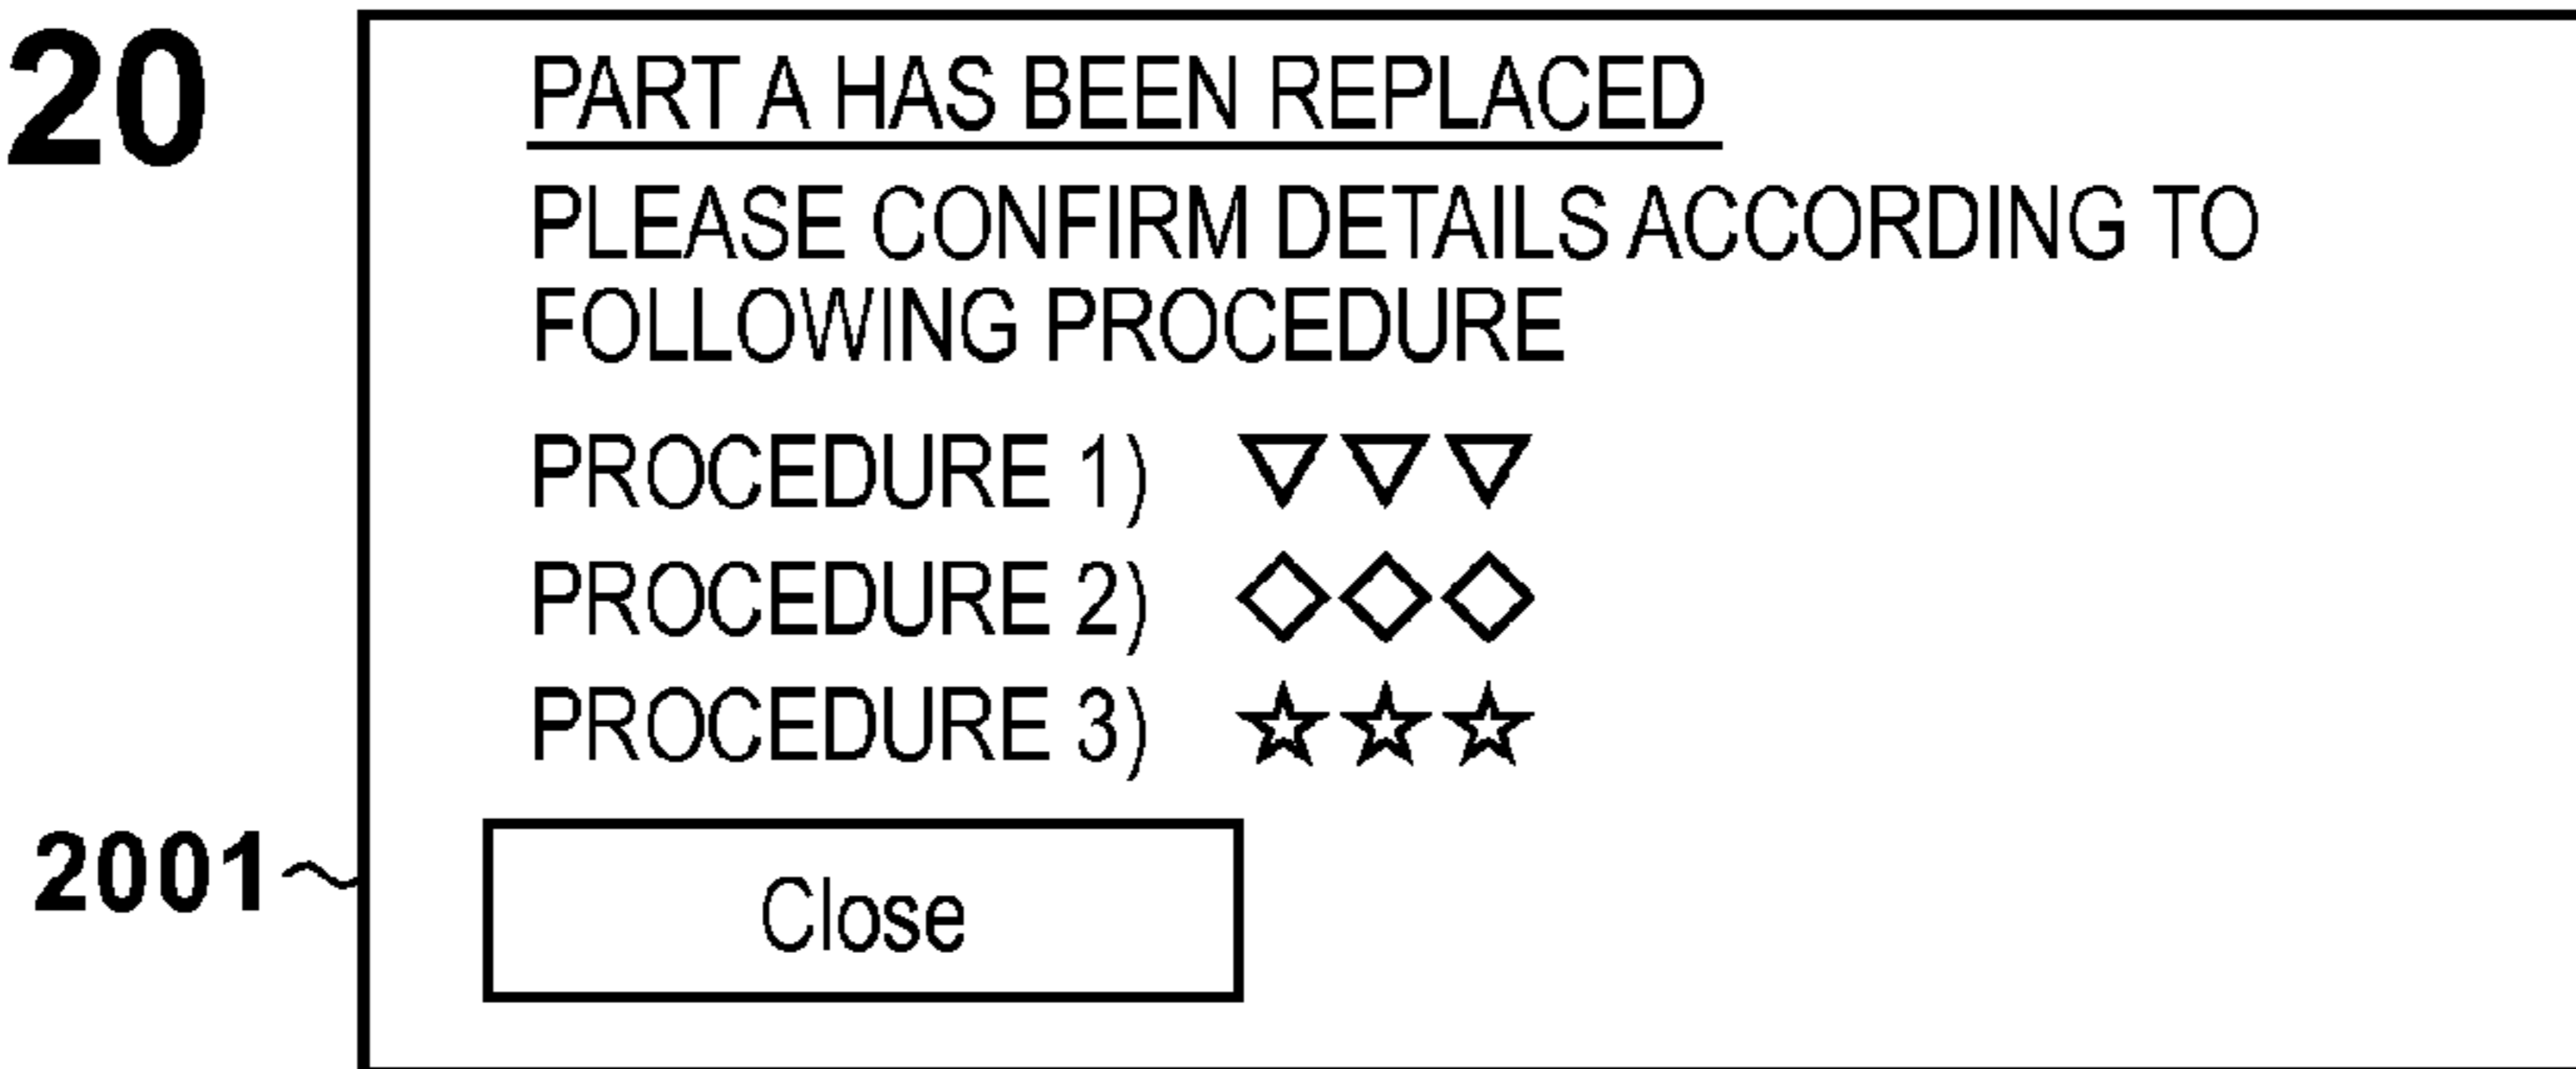 20
PART A HAS BEEN REPLACED
PLEASE CONFIRM DETAILS ACCORDING TO
FOLLOWING PROCEDURE
PROCEDURE 1) ▽▽▽
PROCEDURE 2) ◇◇◇
PROCEDURE 3) ☆☆☆
2001
Close